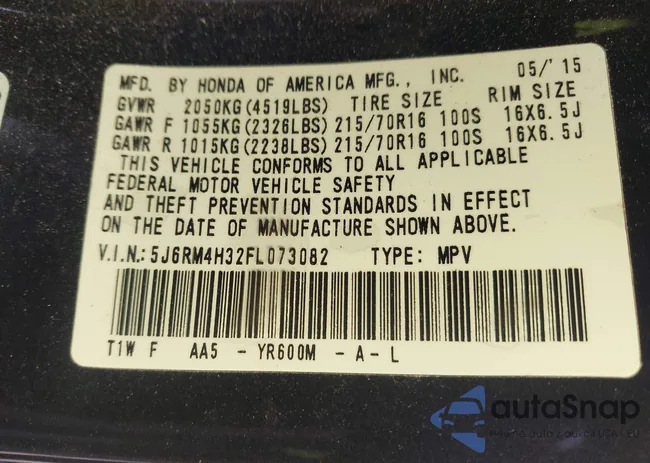 MFD. BY HONDA OF AMERICA MFG., INC. 05/'15
GVWR 2050KG(4519LBS) TIRE SIZE RIM SIZE
GAWR F 1055KG(2326LBS) 215/70R16 100S 16X6.5J
GAWR R 1015KG(2238LBS) 215/70R16 100S 16X6.5J
THIS VEHICLE CONFORMS TO ALL APPLICABLE
FEDERAL MOTOR VEHICLE SAFETY
AND THEFT PREVENTION STANDARDS IN EFFECT
ON THE DATE OF MANUFACTURE SHOWN ABOVE.
V.I.N.: 5J6RM4H32FL073082 TYPE: MPV
T1W F AA5 - YR600M - A - L
autaSnap